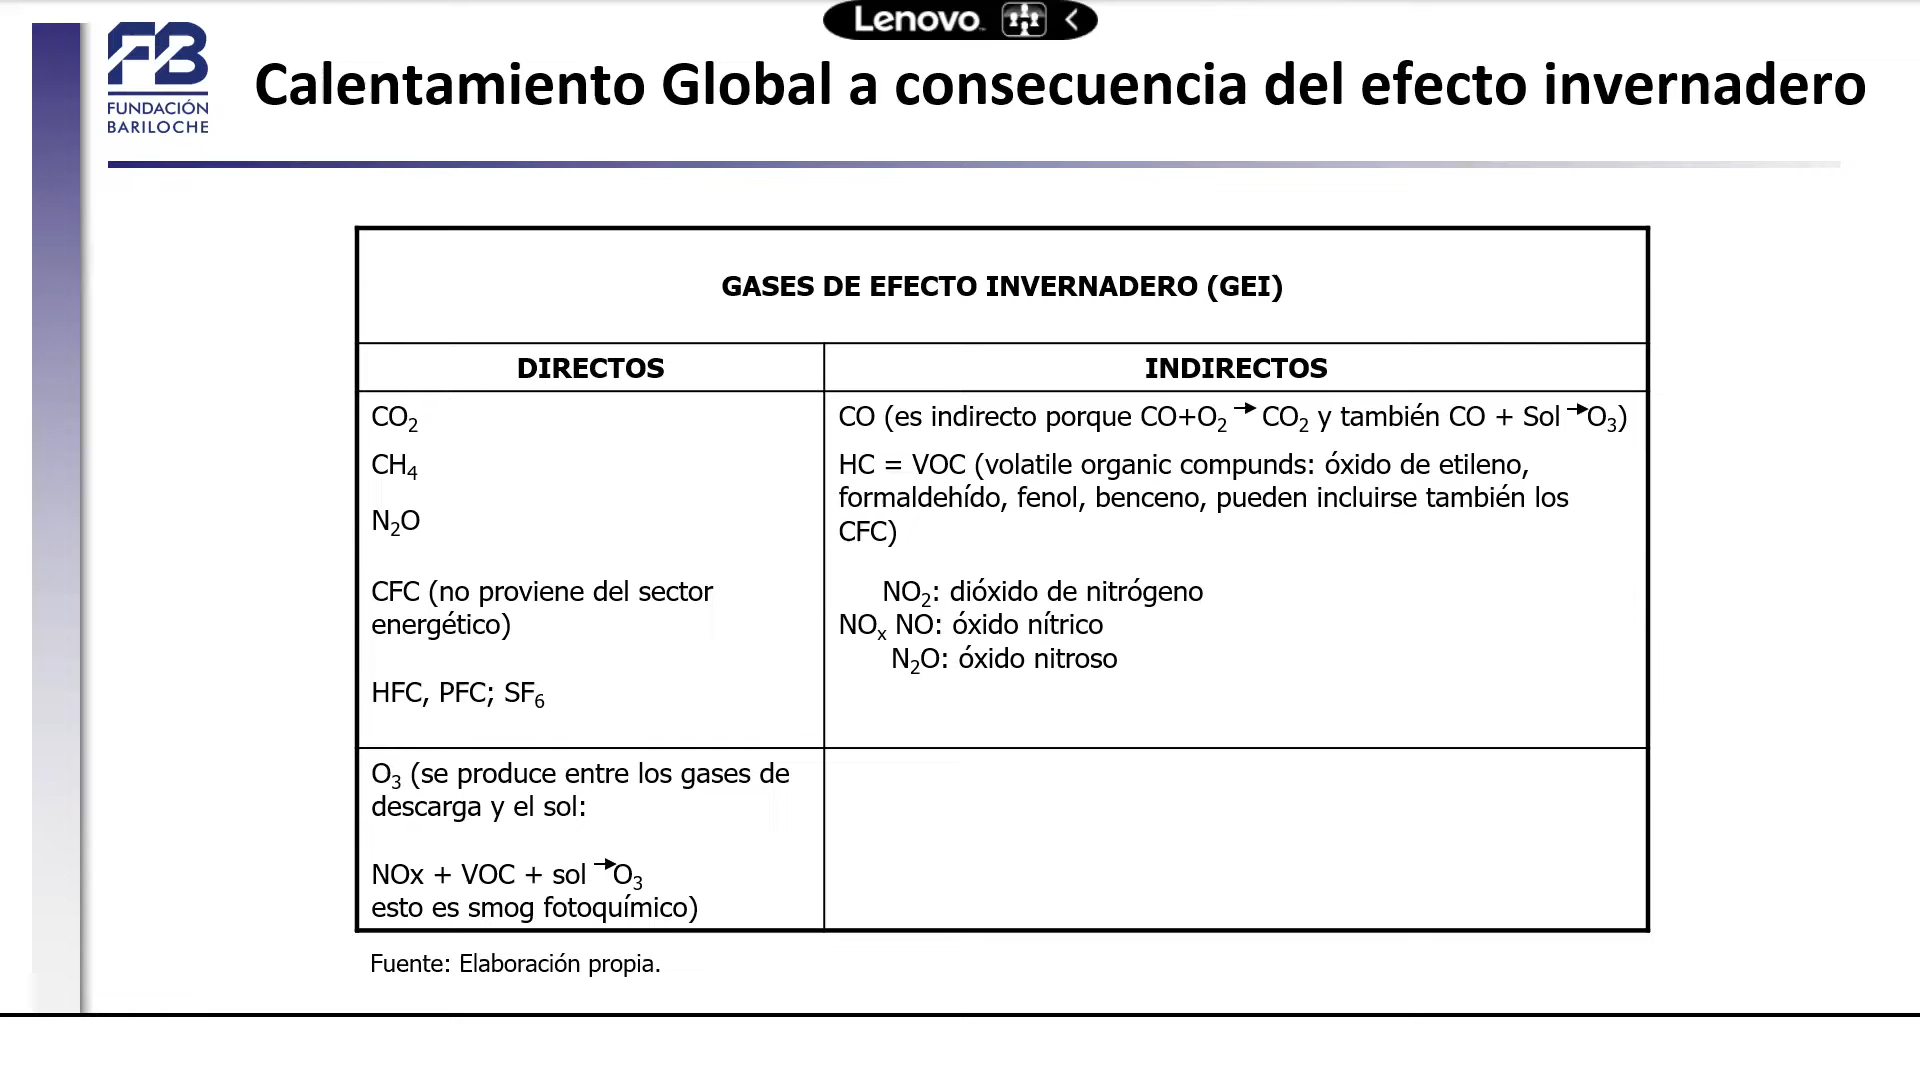 Lenovo
FB
FUNDACIÓN
BARILOCHE
Calentamiento Global a consecuencia del efecto invernadero
GASES DE EFECTO INVERNADERO (GEI)
DIRECTOS
INDIRECTOS
CO₂
CH₄
N₂O
CFC (no proviene del sector
energético)
HFC, PFC; SF₆
CO (es indirecto porque CO+O₂ → CO₂ y también CO + Sol →O₃)
HC = VOC (volatile organic compunds: óxido de etileno,
formaldehído, fenol, benceno, pueden incluirse también los
CFC)
NO₂: dióxido de nitrógeno
NOₓ NO: óxido nítrico
N₂O: óxido nitroso
O₃ (se produce entre los gases de
descarga y el sol:
NOx + VOC + sol →O₃
esto es smog fotoquímico)
Fuente: Elaboración propia.